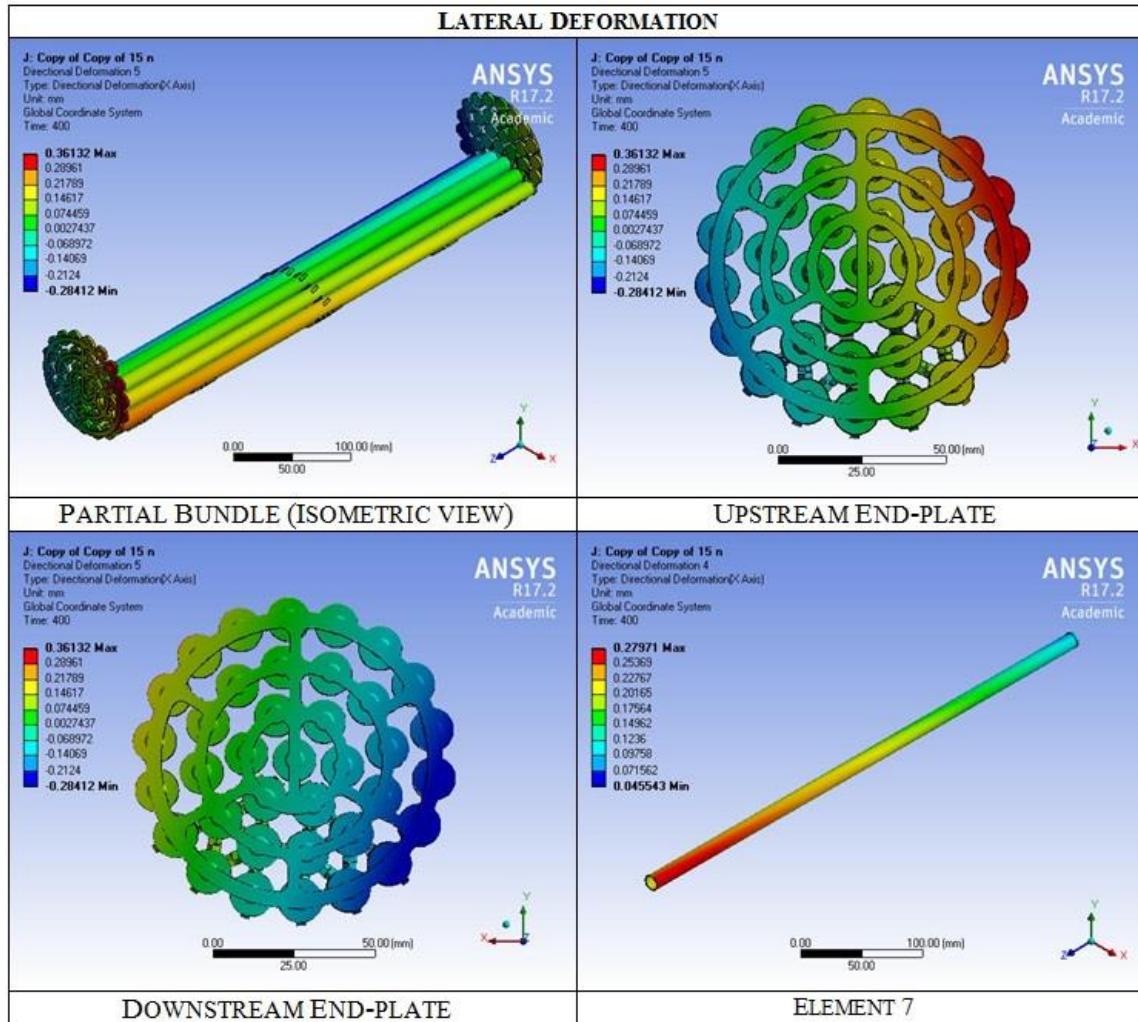 LATERAL DEFORMATION
J: Copy of Copy of 15 n
Directional Deformation 5
Type: Directional Deformation(X Axis)
Unit: mm
Global Coordinate System
Time: 400
0.36132 Max
0.28961
0.21789
0.14617
0.074459
0.0027437
-0.068972
-0.14069
-0.2124
-0.28412 Min
ANSYS
R17.2
Academic
0.00
100.00 (mm)
50.00
Y
Z
X
PARTIAL BUNDLE (ISOMETRIC VIEW)
J: Copy of Copy of 15 n
Directional Deformation 5
Type: Directional Deformation(X Axis)
Unit: mm
Global Coordinate System
Time: 400
0.36132 Max
0.28961
0.21789
0.14617
0.074459
0.0027437
-0.068972
-0.14069
-0.2124
-0.28412 Min
ANSYS
R17.2
Academic
0.00
50.00 (mm)
25.00
Y
Z
X
UPSTREAM END-PLATE
J: Copy of Copy of 15 n
Directional Deformation 5
Type: Directional Deformation(X Axis)
Unit: mm
Global Coordinate System
Time: 400
0.36132 Max
0.28961
0.21789
0.14617
0.074459
0.0027437
-0.068972
-0.14069
-0.2124
-0.28412 Min
ANSYS
R17.2
Academic
0.00
50.00 (mm)
25.00
Y
X
Z
DOWNSTREAM END-PLATE
J: Copy of Copy of 15 n
Directional Deformation 4
Type: Directional Deformation(X Axis)
Unit: mm
Global Coordinate System
Time: 400
0.27971 Max
0.25369
0.22767
0.20165
0.17564
0.14962
0.1236
0.09758
0.071562
0.045543 Min
ANSYS
R17.2
Academic
0.00
100.00 (mm)
50.00
Y
Z
X
ELEMENT 7